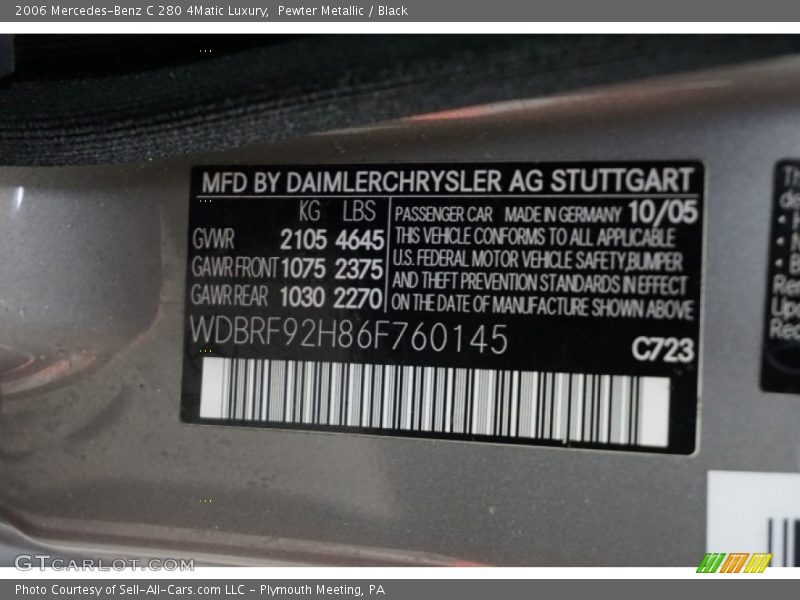 2006 Mercedes-Benz C 280 4Matic Luxury, Pewter Metallic / Black
MFD BY DAIMLERCHRYSLER AG STUTTGART
KG LBS
GVWR 2105 4645
GAWR FRONT 1075 2375
GAWR REAR 1030 2270
PASSENGER CAR MADE IN GERMANY 10/05
THIS VEHICLE CONFORMS TO ALL APPLICABLE
U.S. FEDERAL MOTOR VEHICLE SAFETY,BUMPER
AND THEFT PREVENTION STANDARDS IN EFFECT
ON THE DATE OF MANUFACTURE SHOWN ABOVE
WDBRF92H86F760145
C723
GTCARLOT.COM
Photo Courtesy of Sell-All-Cars.com LLC - Plymouth Meeting, PA